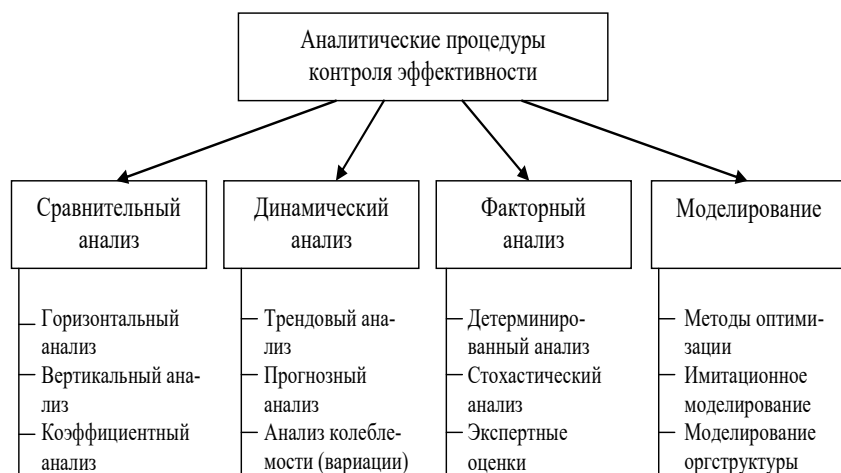 Аналитические процедуры
контроля эффективности
Сравнительный
анализ
Динамический
анализ
Факторный
анализ
Моделирование
Горизонтальный
анализ
Вертикальный ана-
лиз
Коэффициентный
анализ
Трендовый ана-
лиз
Прогнозный
анализ
Анализ колебле-
мости (вариации)
Детерминиро-
ванный анализ
Стохастический
анализ
Экспертные
оценки
Методы оптими-
зации
Имитационное
моделирование
Моделирование
оргструктуры